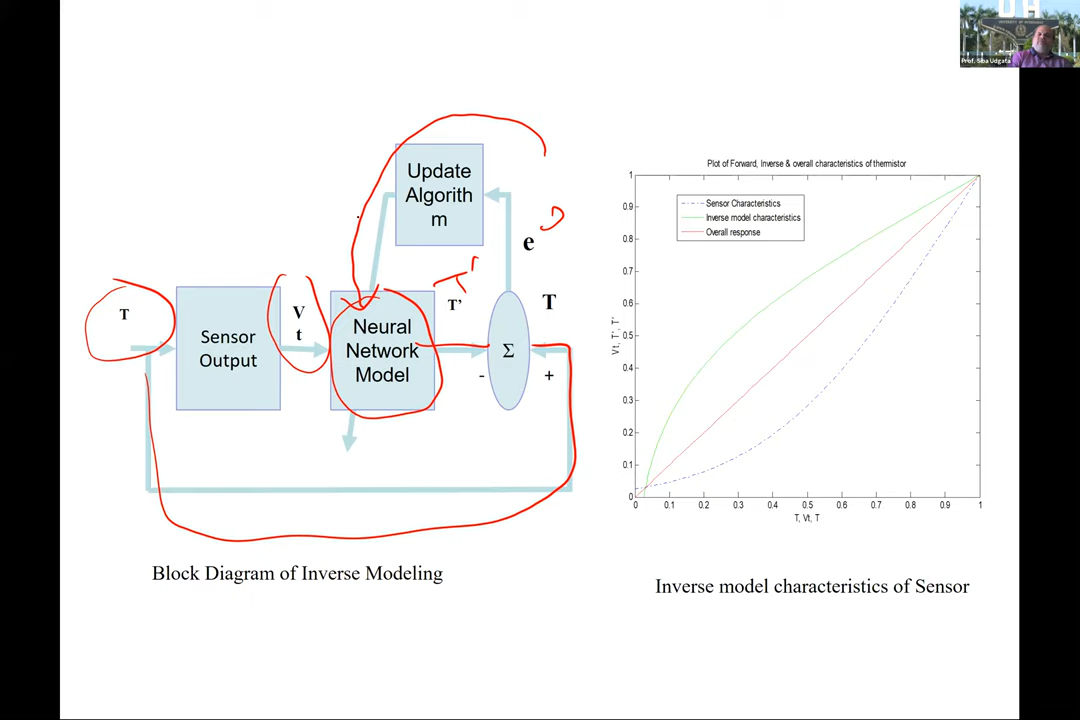 DH
UNIVERSITY OF HYDERABAD
Prof. Siba Udgata
Update
Algorith
m
e
T'
T
T'
T
V
t
Sensor
Output
Neural
Network
Model
Σ
-
+
Block Diagram of Inverse Modeling
Plot of Forward, Inverse & overall characteristics of thermistor
Sensor Characteristics
Inverse model characteristics
Overall response
1
0.9
0.8
0.7
0.6
0.5
0.4
0.3
0.2
0.1
0
Vt, T', T'
0 0.1 0.2 0.3 0.4 0.5 0.6 0.7 0.8 0.9 1
T, Vt, T
Inverse model characteristics of Sensor